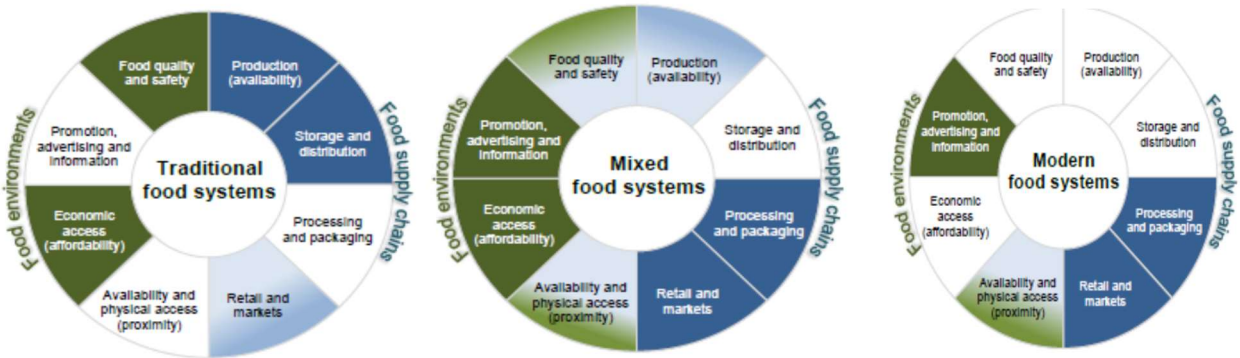 Food environments
Food supply chains
Traditional
food systems
Food quality
and safety
Production
(availability)
Storage and
distribution
Processing
and packaging
Retail and
markets
Availability and
physical access
(proximity)
Economic
access
(affordability)
Promotion,
advertising and
information
Food environments
Food supply chains
Mixed
food systems
Food quality
and safety
Production
(availability)
Storage and
distribution
Processing
and packaging
Retail and
markets
Availability and
physical access
(proximity)
Economic
access
(affordability)
Promotion,
advertising and
information
Food environments
Food supply chains
Modern
food systems
Food quality
and safety
Production
(availability)
Storage and
distribution
Processing
and packaging
Retail and
markets
Availability and
physical access
(proximity)
Economic
access
(affordability)
Promotion,
advertising and
information